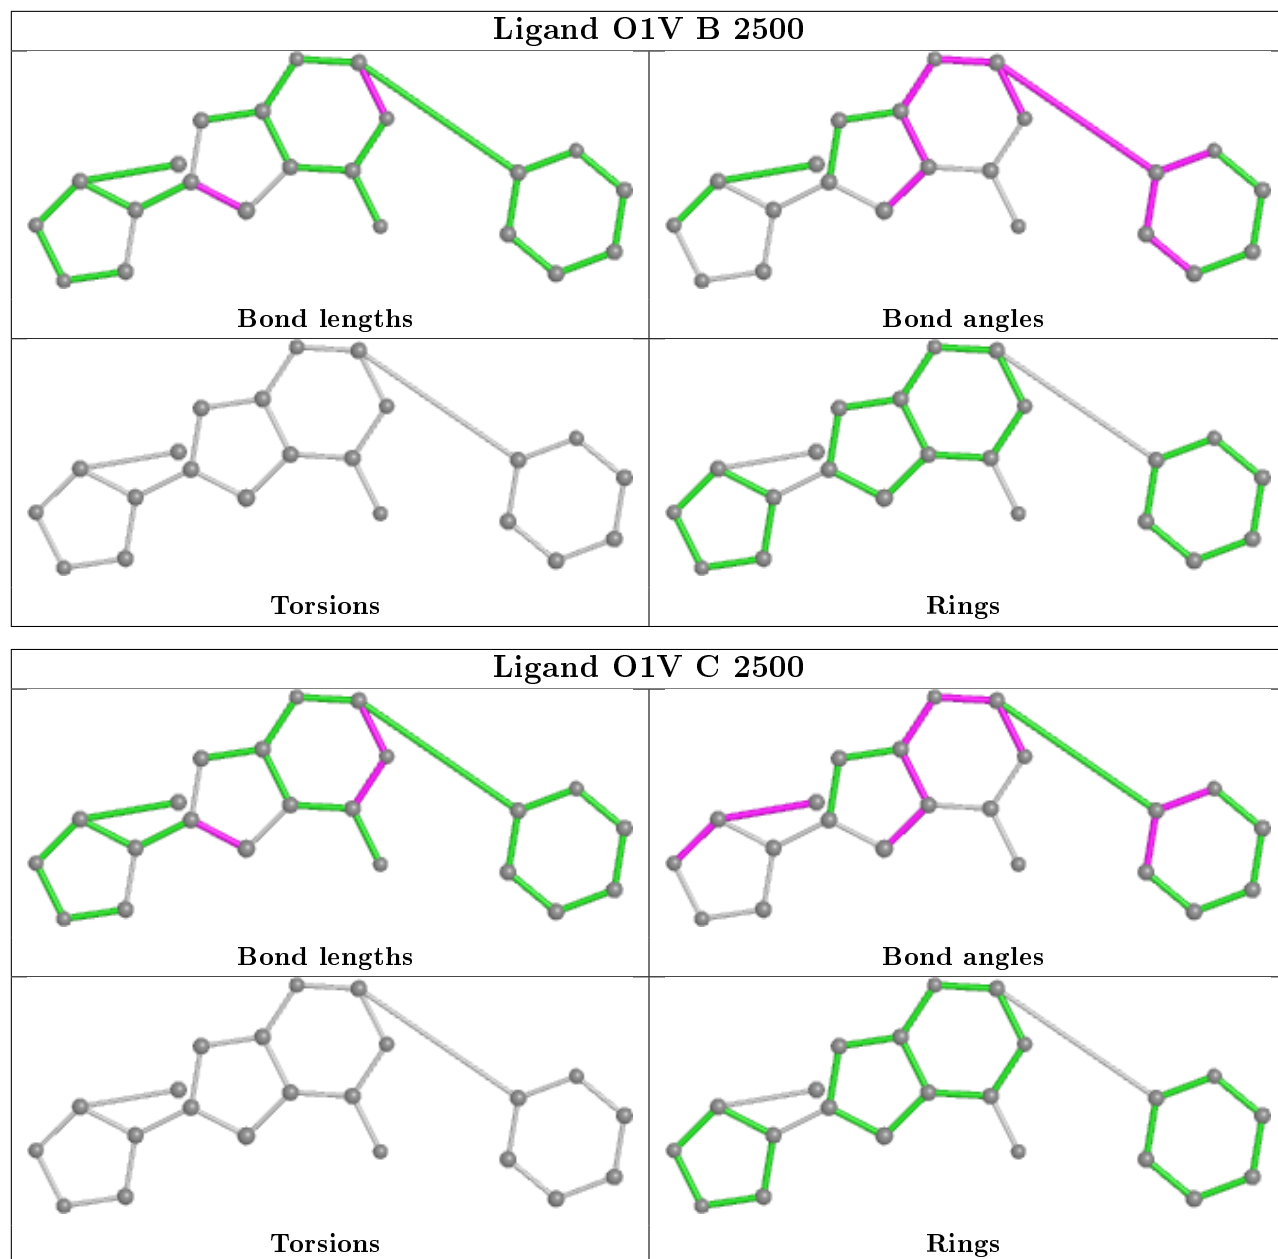 Ligand O1V B 2500
Bond lengths
Bond angles
Torsions
Rings
Ligand O1V C 2500
Bond lengths
Bond angles
Torsions
Rings